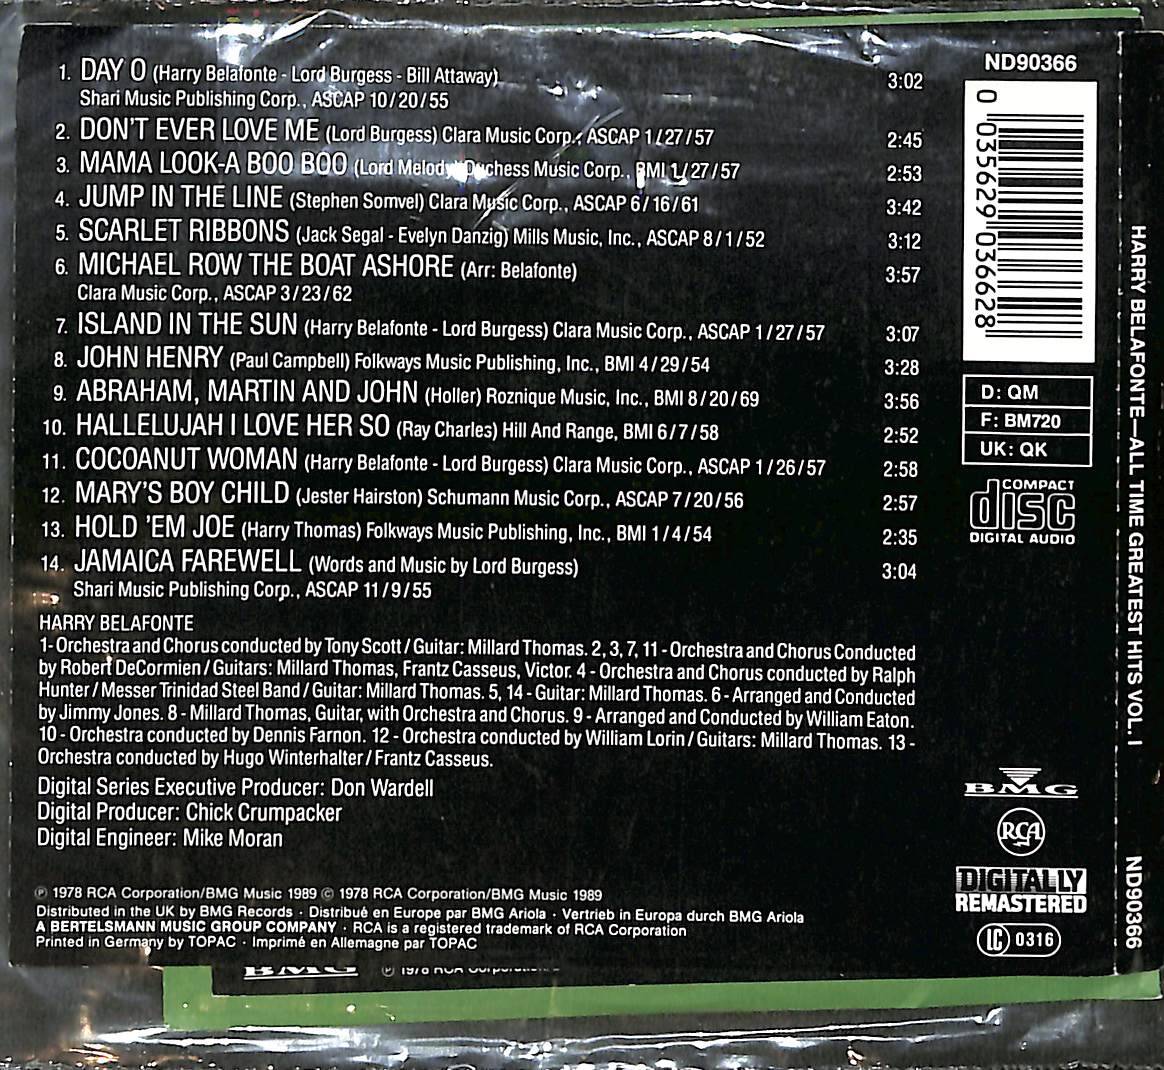 1. DAY O (Harry Belafonte - Lord Burgess - Bill Attaway) 3:02
Shari Music Publishing Corp., ASCAP 10/20/55
2. DON'T EVER LOVE ME (Lord Burgess) Clara Music Corp., ASCAP 1/27/57 2:45
3. MAMA LOOK-A BOO BOO (Lord Melody) Duchess Music Corp., BMI 1/27/57 2:53
4. JUMP IN THE LINE (Stephen Somvel) Clara Music Corp., ASCAP 6/16/61 3:42
5. SCARLET RIBBONS (Jack Segal - Evelyn Danzig) Mills Music, Inc., ASCAP 8/1/52 3:12
6. MICHAEL ROW THE BOAT ASHORE (Arr: Belafonte) 3:57
Clara Music Corp., ASCAP 3/23/62
7. ISLAND IN THE SUN (Harry Belafonte - Lord Burgess) Clara Music Corp., ASCAP 1/27/57 3:07
8. JOHN HENRY (Paul Campbell) Folkways Music Publishing, Inc., BMI 4/29/54 3:28
9. ABRAHAM, MARTIN AND JOHN (Holler) Roznique Music, Inc., BMI 8/20/69 3:56
10. HALLELUJAH I LOVE HER SO (Ray Charles) Hill And Range, BMI 6/7/58 2:52
11. COCOANUT WOMAN (Harry Belafonte - Lord Burgess) Clara Music Corp., ASCAP 1/26/57 2:58
12. MARY'S BOY CHILD (Jester Hairston) Schumann Music Corp., ASCAP 7/20/56 2:57
13. HOLD 'EM JOE (Harry Thomas) Folkways Music Publishing, Inc., BMI 1/4/54 2:35
14. JAMAICA FAREWELL (Words and Music by Lord Burgess) 3:04
Shari Music Publishing Corp., ASCAP 11/9/55
HARRY BELAFONTE
1- Orchestra and Chorus conducted by Tony Scott / Guitar: Millard Thomas. 2, 3, 7, 11 - Orchestra and Chorus Conducted
by Robert DeCormien / Guitars: Millard Thomas, Frantz Casseus, Victor. 4 - Orchestra and Chorus conducted by Ralph
Hunter / Messer Trinidad Steel Band / Guitar: Millard Thomas. 5, 14 - Guitar: Millard Thomas. 6 - Arranged and Conducted
by Jimmy Jones. 8 - Millard Thomas, Guitar, with Orchestra and Chorus. 9 - Arranged and Conducted by William Eaton.
10 - Orchestra conducted by Dennis Farnon. 12 - Orchestra conducted by William Lorin / Guitars: Millard Thomas. 13 -
Orchestra conducted by Hugo Winterhalter / Frantz Casseus.
Digital Series Executive Producer: Don Wardell
Digital Producer: Chick Crumpacker
Digital Engineer: Mike Moran
℗ 1978 RCA Corporation/BMG Music 1989 © 1978 RCA Corporation/BMG Music 1989
Distributed in the UK by BMG Records · Distribué en Europe par BMG Ariola · Vertrieb in Europa durch BMG Ariola
A BERTELSMANN MUSIC GROUP COMPANY · RCA is a registered trademark of RCA Corporation
Printed in Germany by TOPAC · Imprimé en Allemagne par TOPAC
ND90366
0 035629 036628
D: QM
F: BM720
UK: QK
COMPACT
disc
DIGITAL AUDIO
BMG
RCA
DIGITALLY
REMASTERED
LC 0316
HARRY BELAFONTE—ALL TIME GREATEST HITS VOL. I
ND90366
BMG ℗ 1978 RCA